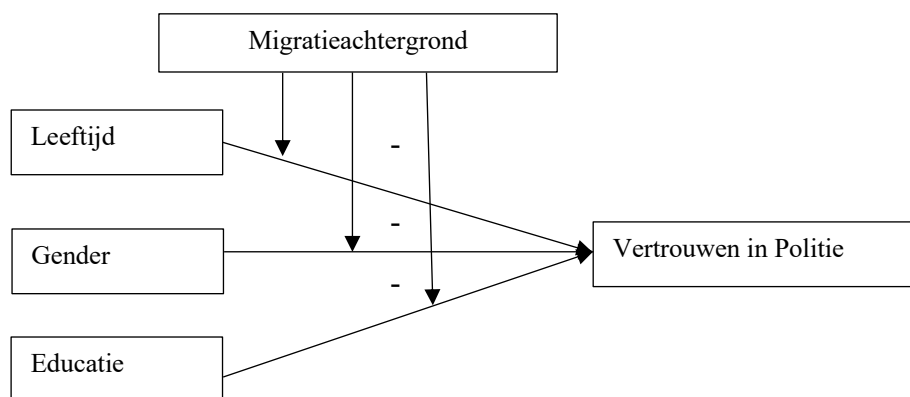 Migratieachtergrond
Leeftijd
-
-
Gender
Vertrouwen in Politie
-
Educatie